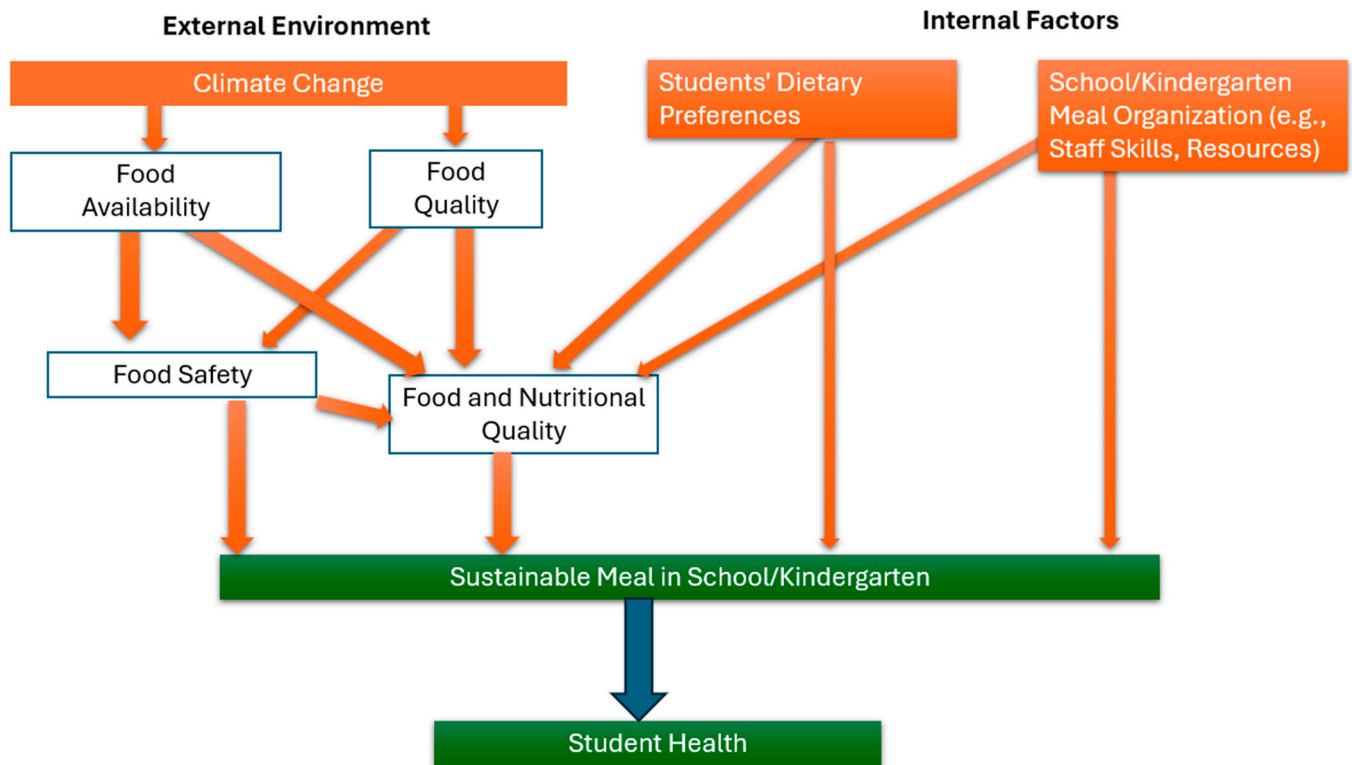 External Environment
Internal Factors
Climate Change
Students' Dietary
Preferences
School/Kindergarten
Meal Organization (e.g.,
Staff Skills, Resources)
Food
Availability
Food
Quality
Food Safety
Food and Nutritional
Quality
Sustainable Meal in School/Kindergarten
Student Health